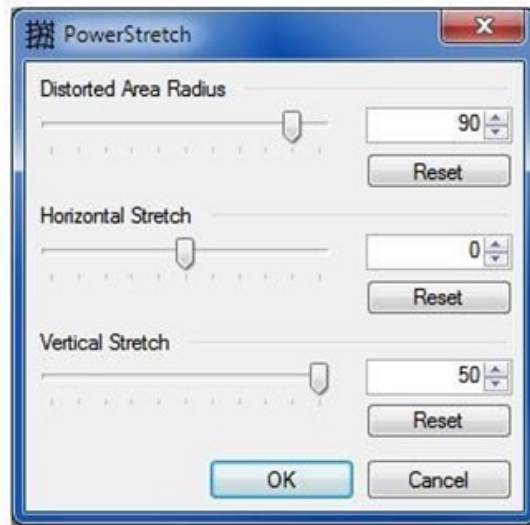 PowerStretch
Distorted Area Radius
90
Reset
Horizontal Stretch
0
Reset
Vertical Stretch
50
Reset
OK Cancel